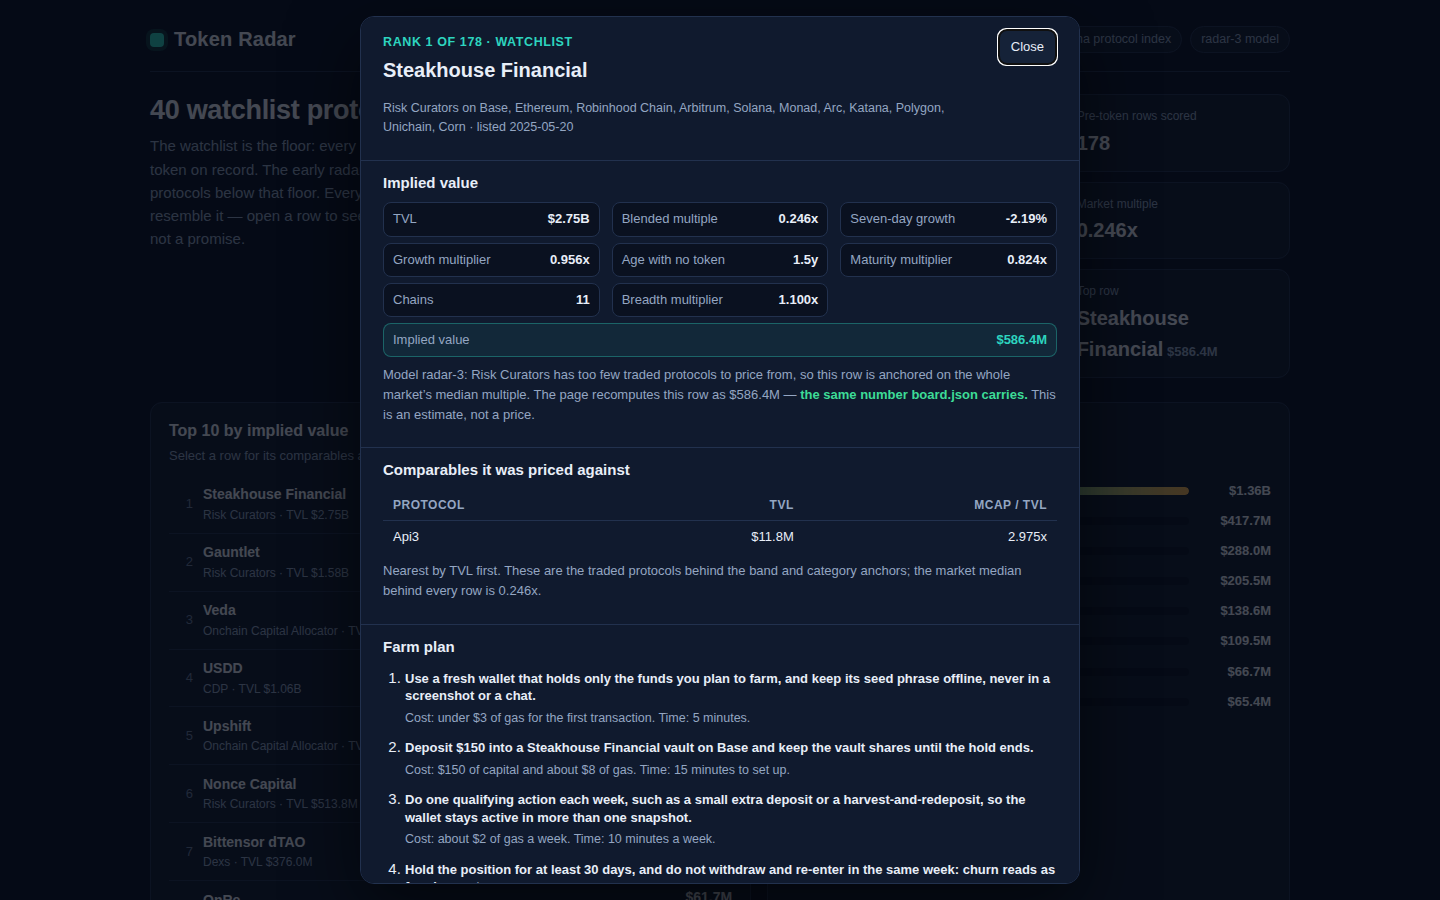 Token Radar
na protocol index
radar-3 model
40 watchlist
The watchlist is the floor: every
token on record. The early
protocols below that floor. Every
resemble it — open a row to
not a promise.
Pre-token rows scored
178
Market multiple
0.246x
Top row
Steakhouse
Financial $586.4M
RANK 1 OF 178 · WATCHLIST
Close
Steakhouse Financial
Risk Curators on Base, Ethereum, Robinhood Chain, Arbitrum, Solana, Monad, Arc, Katana, Polygon,
Unichain, Corn · listed 2025-05-20
Implied value
TVL $2.75B
Blended multiple 0.246x
Seven-day growth -2.19%
Growth multiplier 0.956x
Age with no token 1.5y
Maturity multiplier 0.824x
Chains 11
Breadth multiplier 1.100x
Implied value $586.4M
Model radar-3: Risk Curators has too few traded protocols to price from, so this row is anchored on the whole
market’s median multiple. The page recomputes this row as $586.4M — the same number board.json carries. This
is an estimate, not a price.
Comparables it was priced against
PROTOCOL TVL MCAP / TVL
Api3 $11.8M 2.975x
Nearest by TVL first. These are the traded protocols behind the band and category anchors; the market median
behind every row is 0.246x.
Farm plan
1. Use a fresh wallet that holds only the funds you plan to farm, and keep its seed phrase offline, never in a
screenshot or a chat.
Cost: under $3 of gas for the first transaction. Time: 5 minutes.
2. Deposit $150 into a Steakhouse Financial vault on Base and keep the vault shares until the hold ends.
Cost: $150 of capital and about $8 of gas. Time: 15 minutes to set up.
3. Do one qualifying action each week, such as a small extra deposit or a harvest-and-redeposit, so the
wallet stays active in more than one snapshot.
Cost: about $2 of gas a week. Time: 10 minutes a week.
4. Hold the position for at least 30 days, and do not withdraw and re-enter in the same week: churn reads as
Top 10 by implied value
Select a row for its comparables
1 Steakhouse Financial
Risk Curators · TVL $2.75B
2 Gauntlet
Risk Curators · TVL $1.58B
3 Veda
Onchain Capital Allocator
4 USDD
CDP · TVL $1.06B
5 Upshift
Onchain Capital Allocator
6 Nonce Capital
Risk Curators · TVL $513.8M
7 Bittensor dTAO
Dexs · TVL $376.0M
OnRe
$61.7M
$1.36B
$417.7M
$288.0M
$205.5M
$138.6M
$109.5M
$66.7M
$65.4M